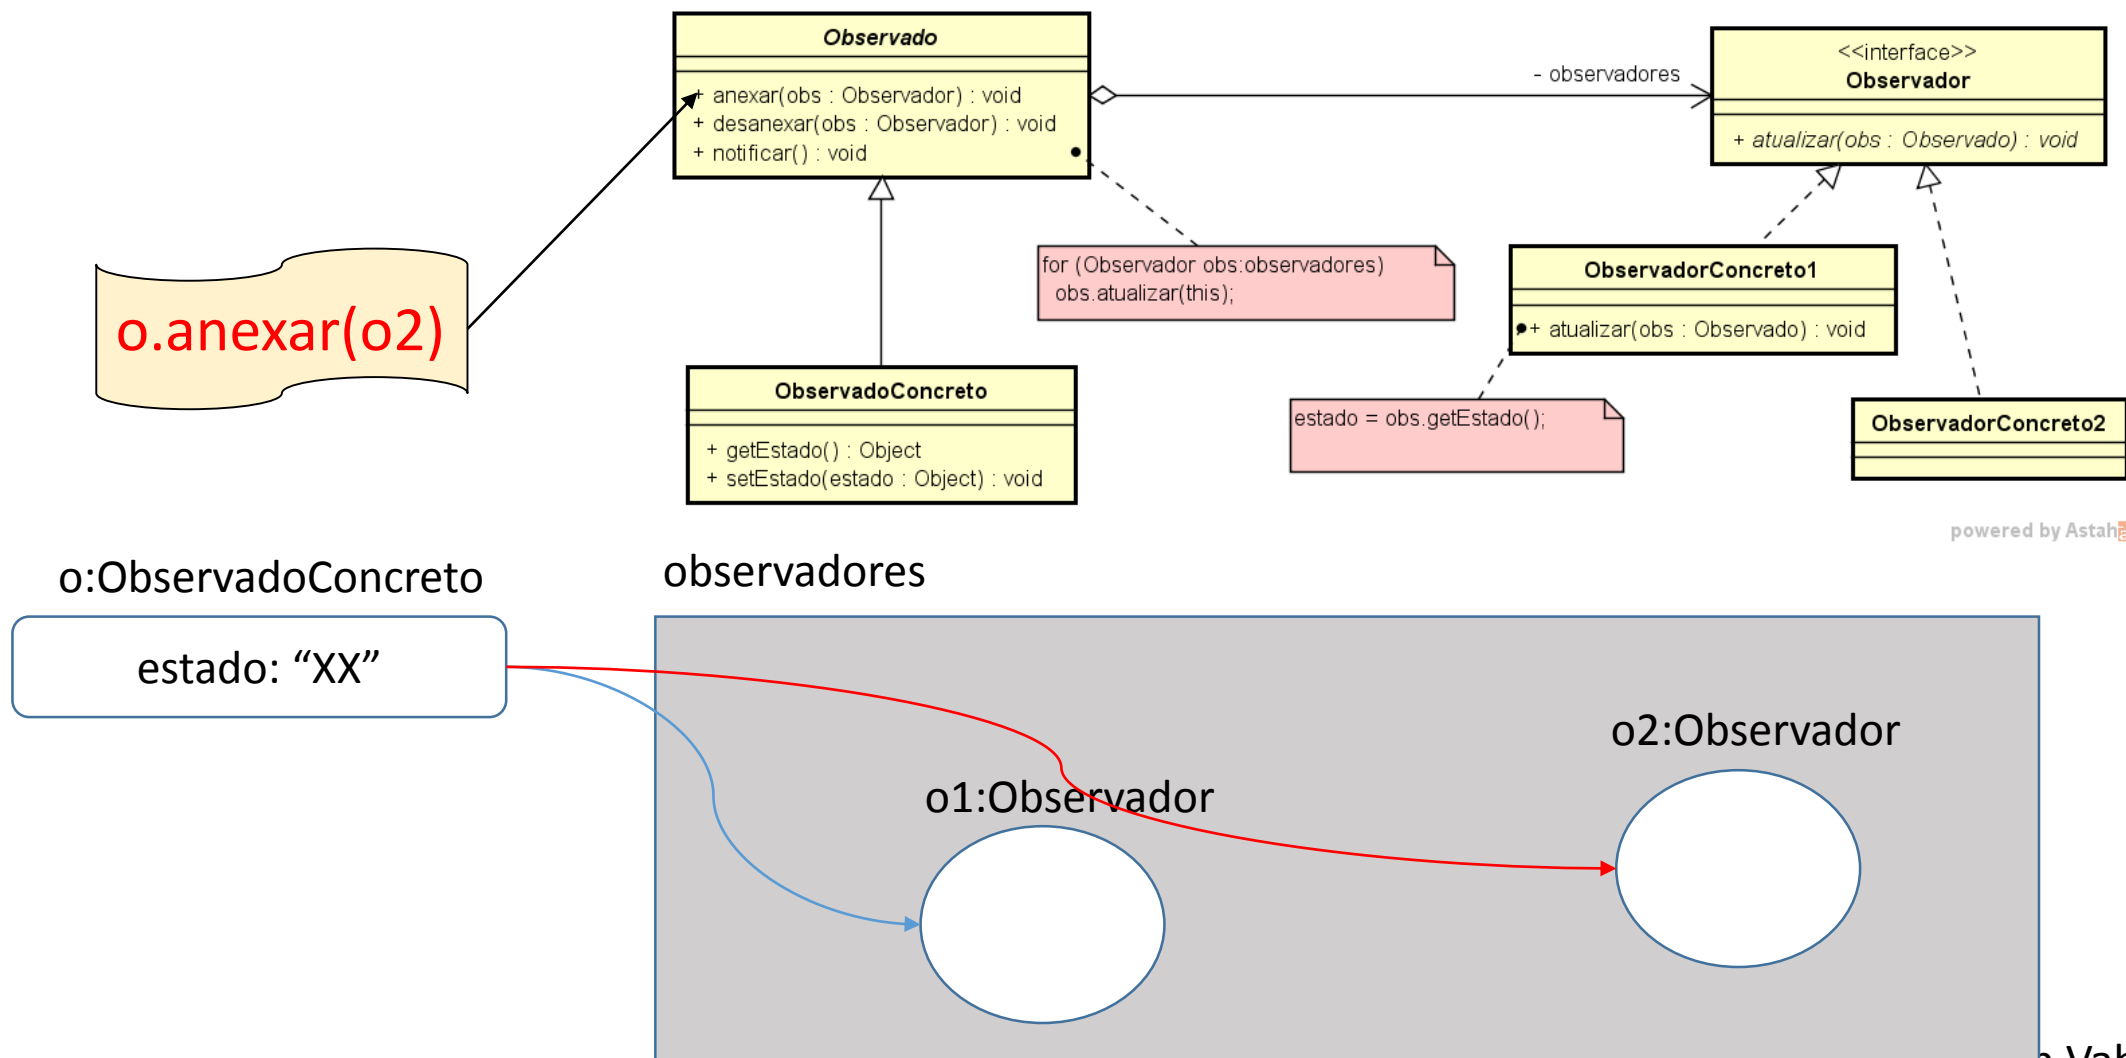 Observado
+ anexar(obs : Observador) : void
+ desanexar(obs : Observador) : void
+ notificar() : void
- observadores
<<interface>>
Observador
+ atualizar(obs : Observado) : void
for (Observador obs:observadores)
obs.atualizar(this);
ObservadorConcreto1
+ atualizar(obs : Observado) : void
o.anexar(o2)
ObservadoConcreto
+ getEstado() : Object
+ setEstado(estado : Object) : void
estado = obs.getEstado();
ObservadorConcreto2
powered by Astah
o:ObservadoConcreto
observadores
estado: “XX”
o2:Observador
o1:Observador